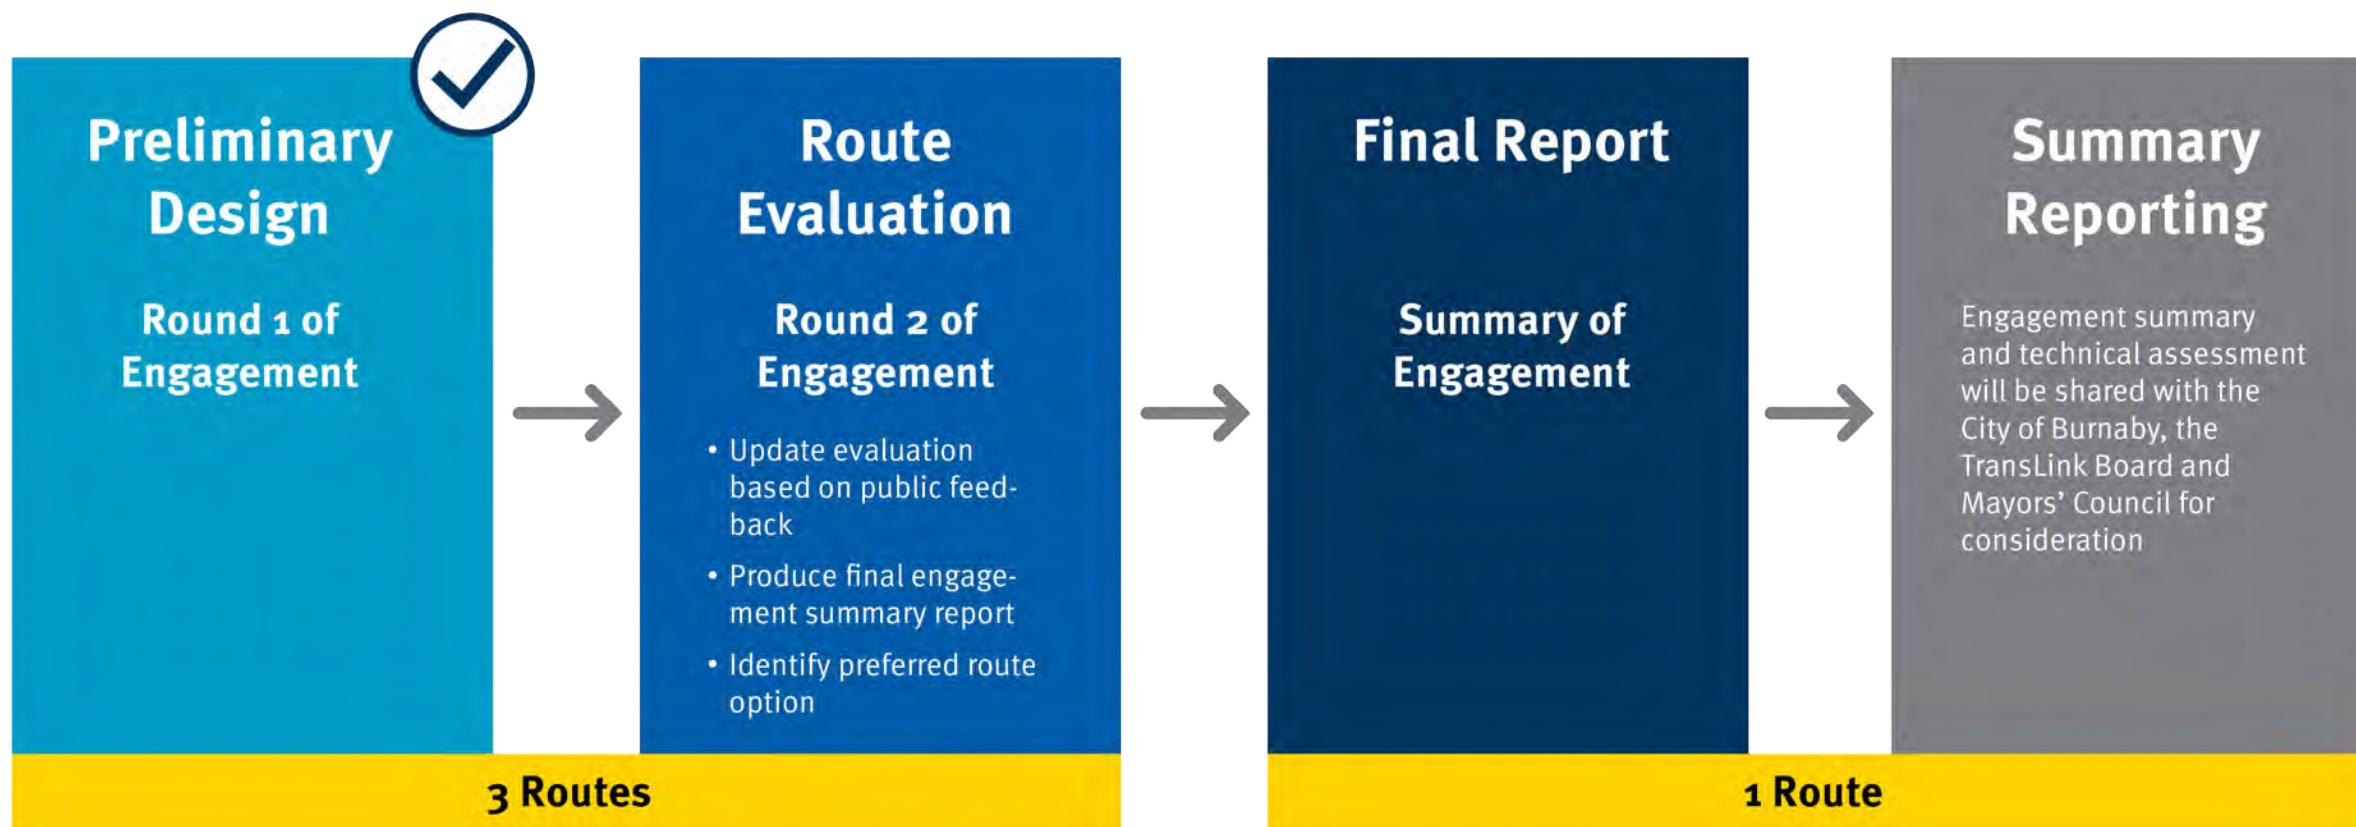 Preliminary
Design
Round 1 of
Engagement
Route
Evaluation
Round 2 of
Engagement
• Update evaluation
based on public feed-
back
• Produce final engage-
ment summary report
• Identify preferred route
option
3 Routes
Final Report
Summary of
Engagement
Summary
Reporting
Engagement summary
and technical assessment
will be shared with the
City of Burnaby, the
TransLink Board and
Mayors’ Council for
consideration
1 Route